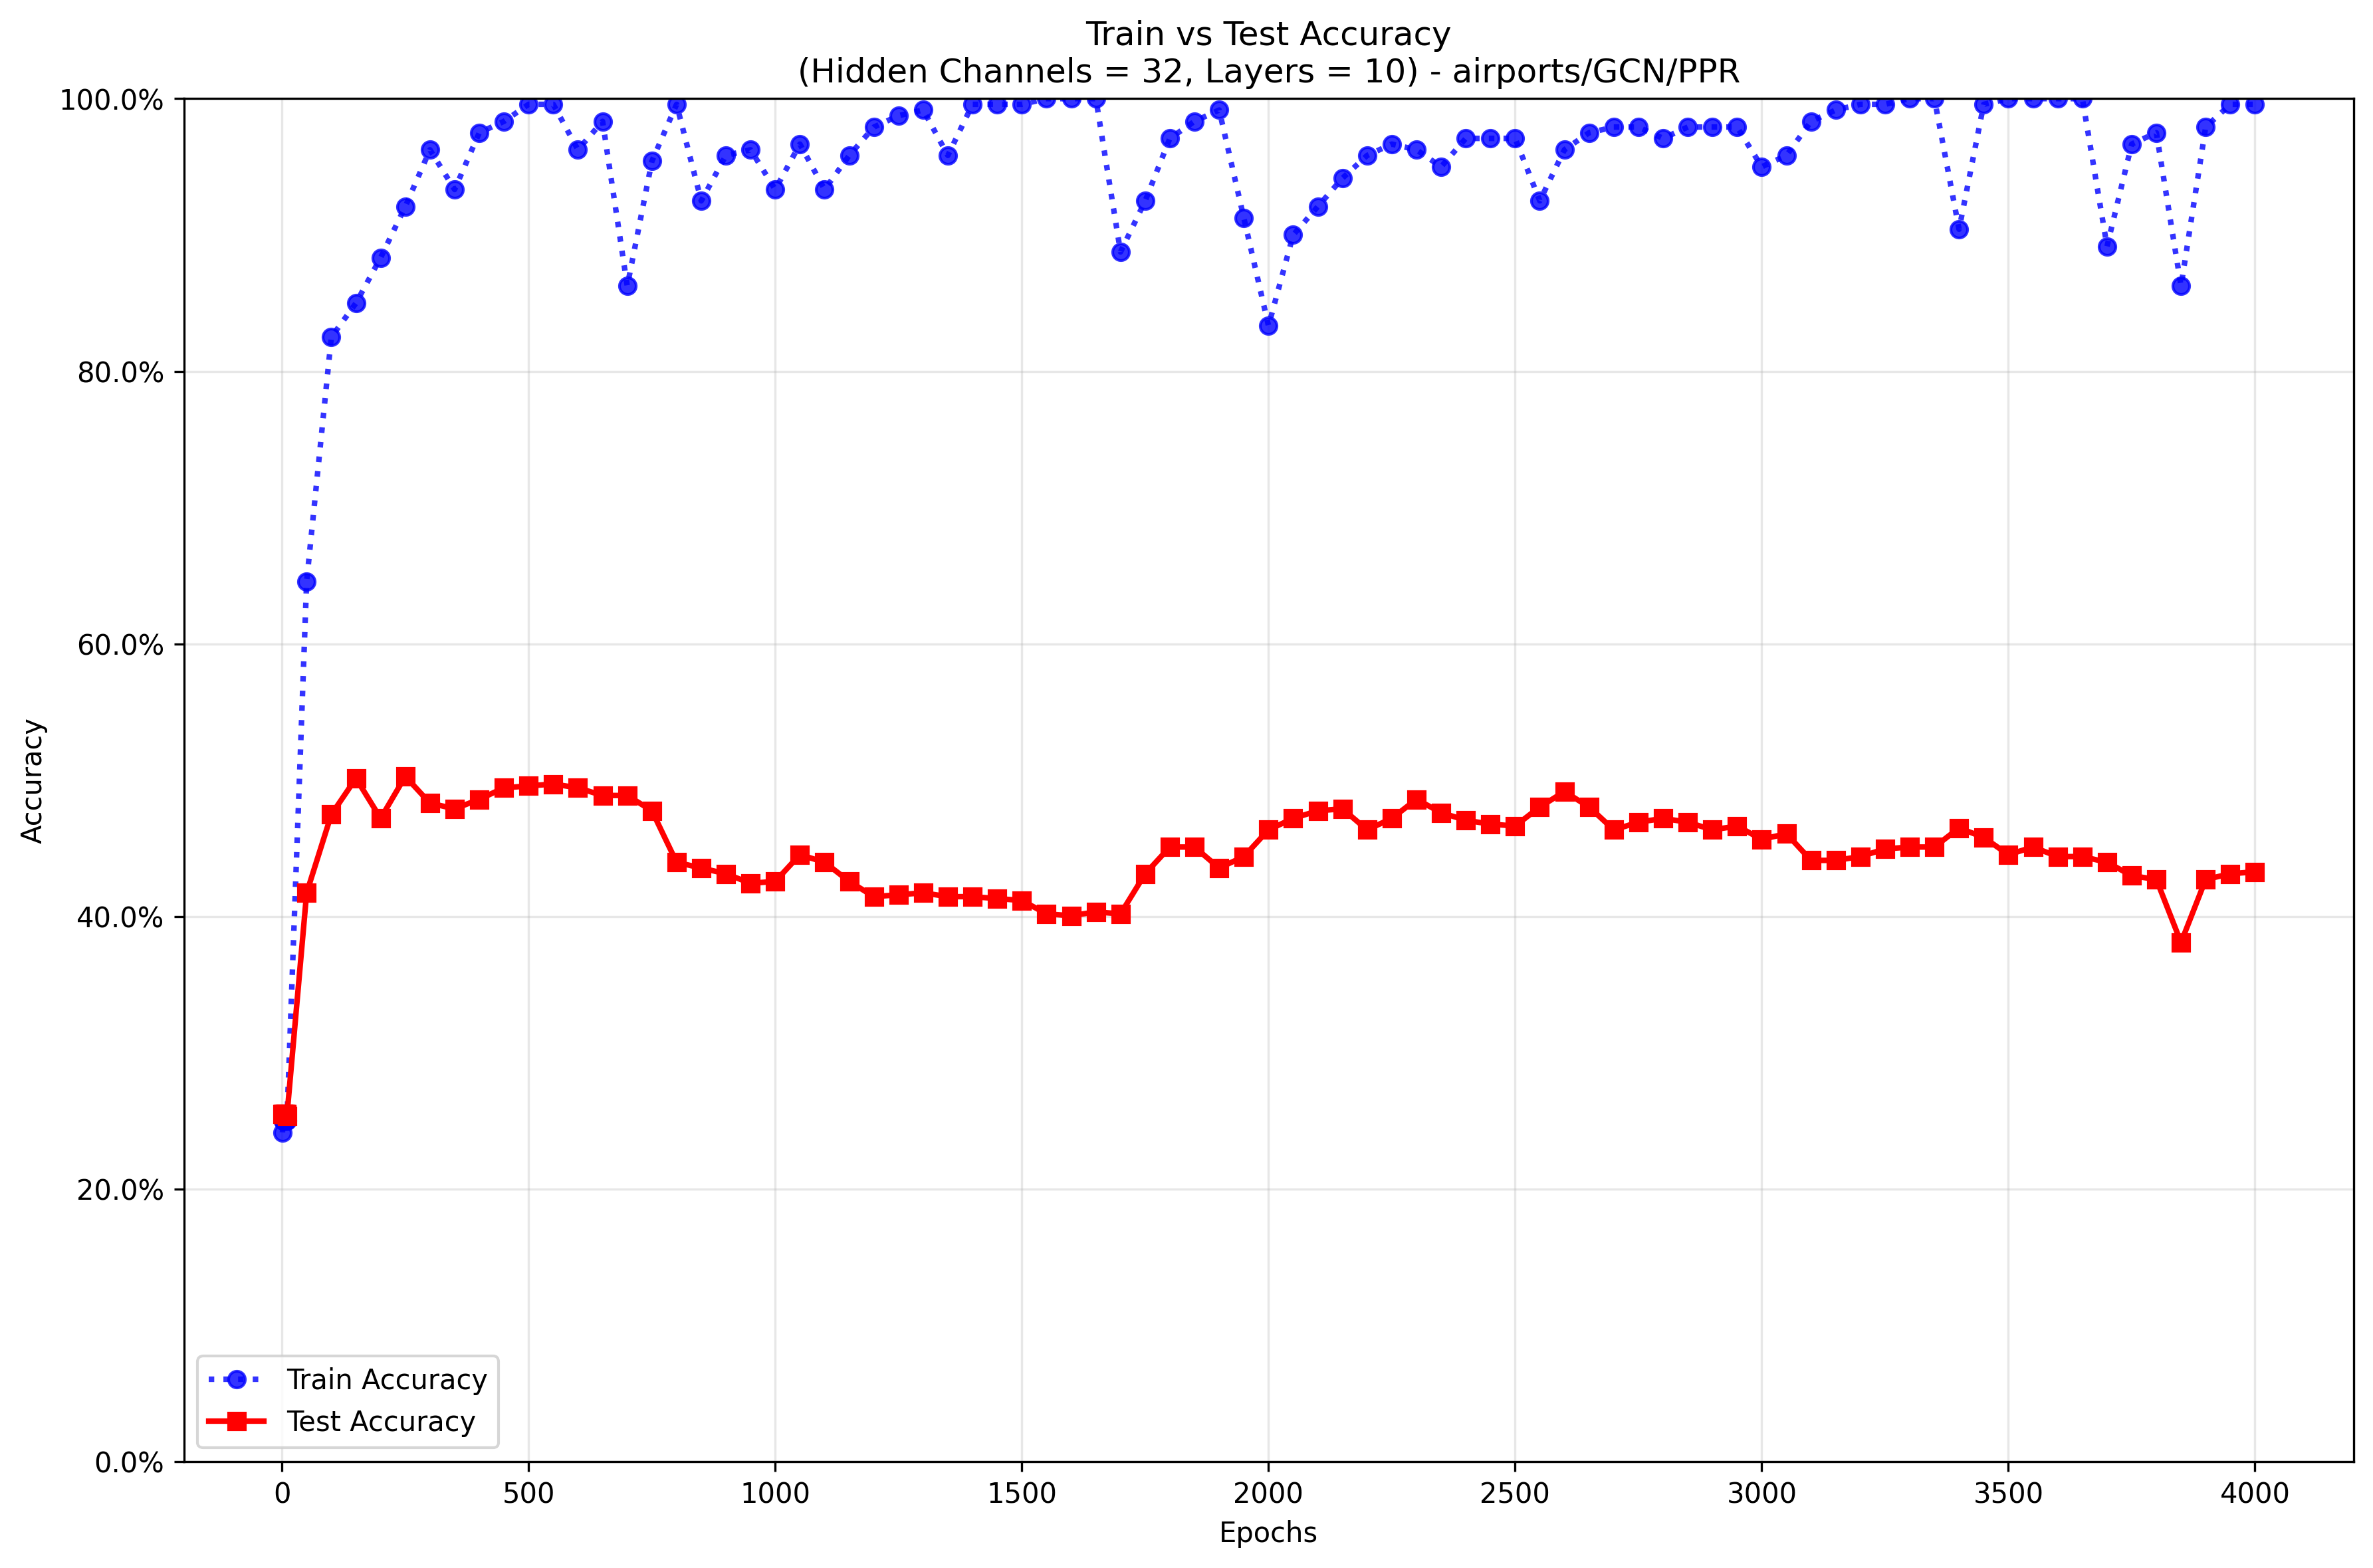 Train vs Test Accuracy
(Hidden Channels = 32, Layers = 10) - airports/GCN/PPR
100.0%
80.0%
60.0%
40.0%
20.0%
0.0%
Accuracy
Train Accuracy
Test Accuracy
0 500 1000 1500 2000 2500 3000 3500 4000
Epochs